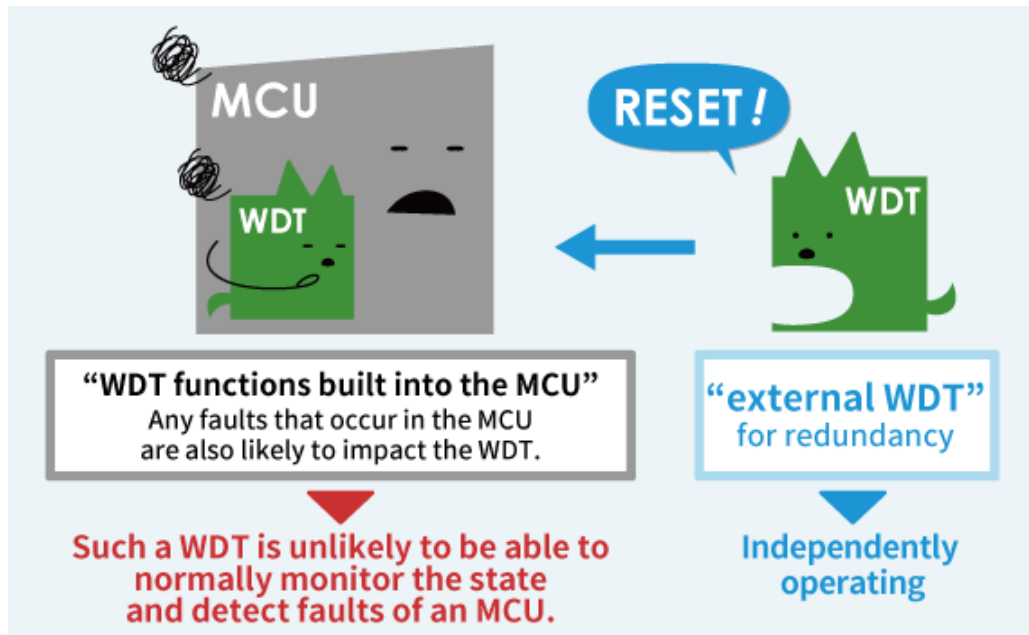 MCU
RESET!
WDT
WDT
“WDT functions built into the MCU”
Any faults that occur in the MCU
are also likely to impact the WDT.
“external WDT”
for redundancy
Such a WDT is unlikely to be able to
normally monitor the state
and detect faults of an MCU.
Independently
operating